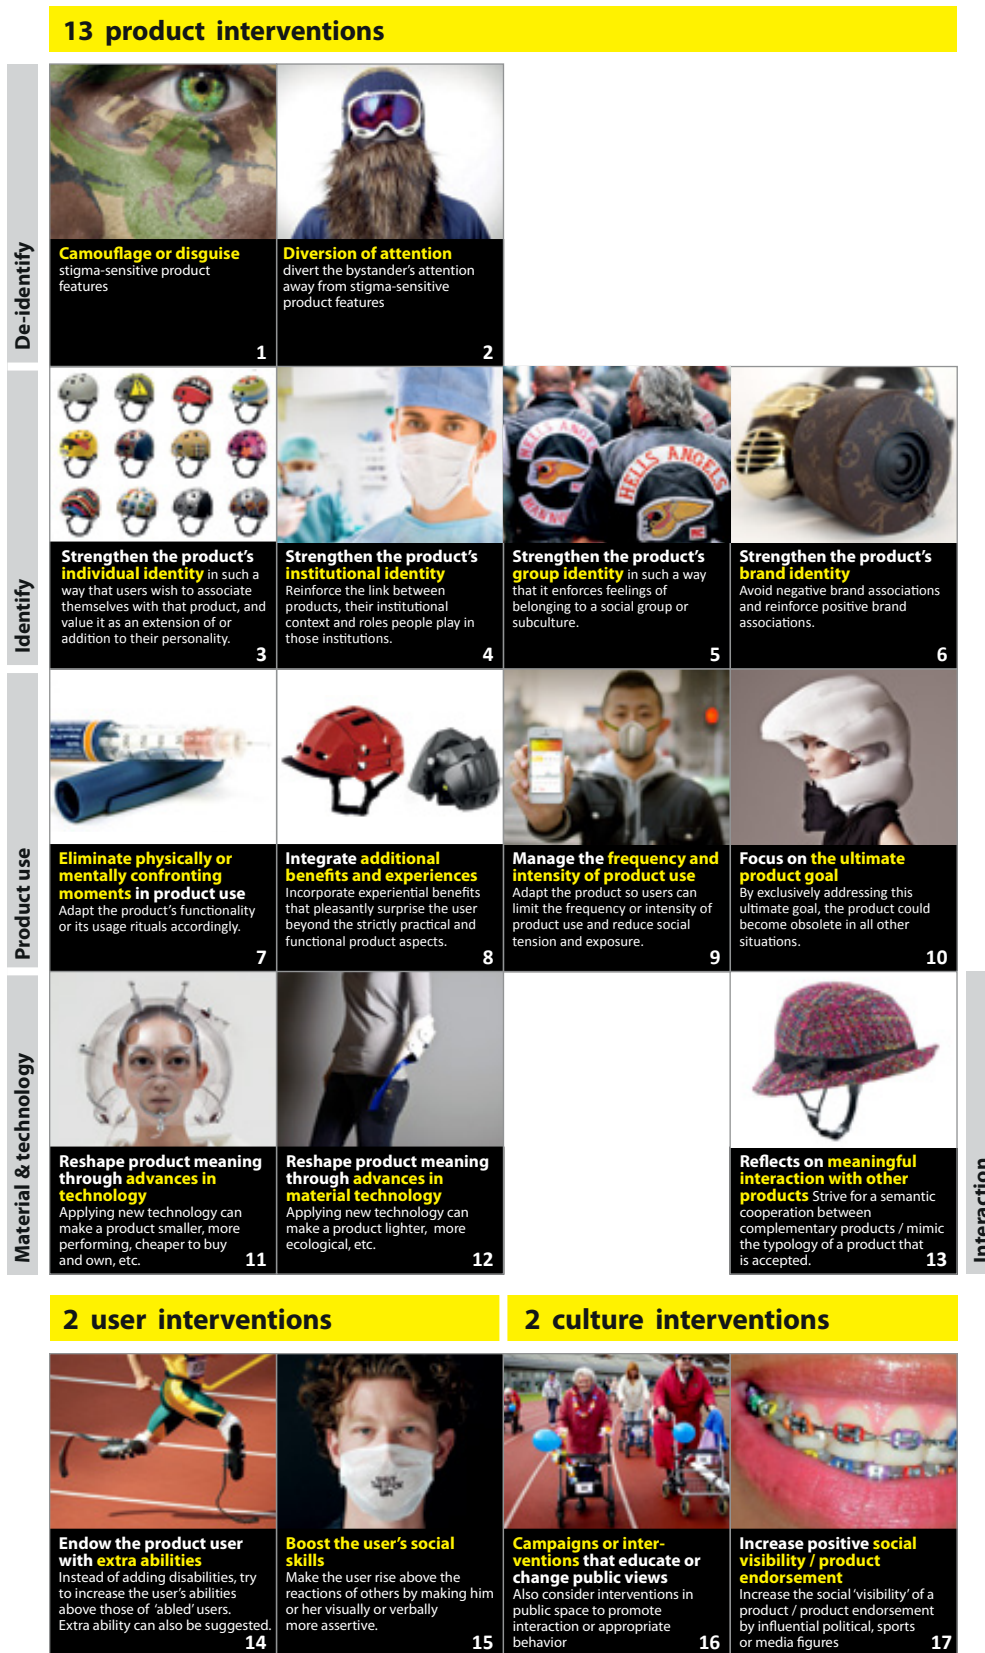 13 product interventions
De-identify
Camouflage or disguise
stigma-sensitive product
features
1
Diversion of attention
divert the bystander's attention
away from stigma-sensitive
product features
2
Identify
Strengthen the product's
individual identity in such a
way that users wish to associate
themselves with that product, and
value it as an extension of or
addition to their personality.
3
Strengthen the product's
institutional identity
Reinforce the link between
products, their institutional
context and roles people play in
those institutions.
4
HELLS ANGELS
HELLS ANGELS
Strengthen the product's
group identity in such a way
that it enforces feelings of
belonging to a social group or
subculture.
5
Strengthen the product's
brand identity
Avoid negative brand associations
and reinforce positive brand
associations.
6
Product use
Eliminate physically or
mentally confronting
moments in product use
Adapt the product's functionality
or its usage rituals accordingly.
7
Integrate additional
benefits and experiences
Incorporate experiential benefits
that pleasantly surprise the user
beyond the strictly practical and
functional product aspects.
8
Manage the frequency and
intensity of product use
Adapt the product so users can
limit the frequency or intensity of
product use and reduce social
tension and exposure.
9
Focus on the ultimate
product goal
By exclusively addressing this
ultimate goal, the product could
become obsolete in all other
situations.
10
Material & technology
Reshape product meaning
through advances in
technology
Applying new technology can
make a product smaller, more
performing, cheaper to buy
and own, etc.
11
Reshape product meaning
through advances in
material technology
Applying new technology can
make a product lighter, more
ecological, etc.
12
Interaction
Reflects on meaningful
interaction with other
products Strive for a semantic
cooperation between
complementary products / mimic
the typology of a product that
is accepted.
13
2 user interventions
2 culture interventions
Endow the product user
with extra abilities
Instead of adding disabilities, try
to increase the user's abilities
above those of 'abled' users.
Extra ability can also be suggested.
14
Boost the user's social
skills
Make the user rise above the
reactions of others by making him
or her visually or verbally
more assertive.
15
Campaigns or inter-
ventions that educate or
change public views
Also consider interventions in
public space to promote
interaction or appropriate
behavior
16
Increase positive social
visibility / product
endorsement
Increase the social 'visibility' of a
product / product endorsement
by influential political, sports
or media figures
17